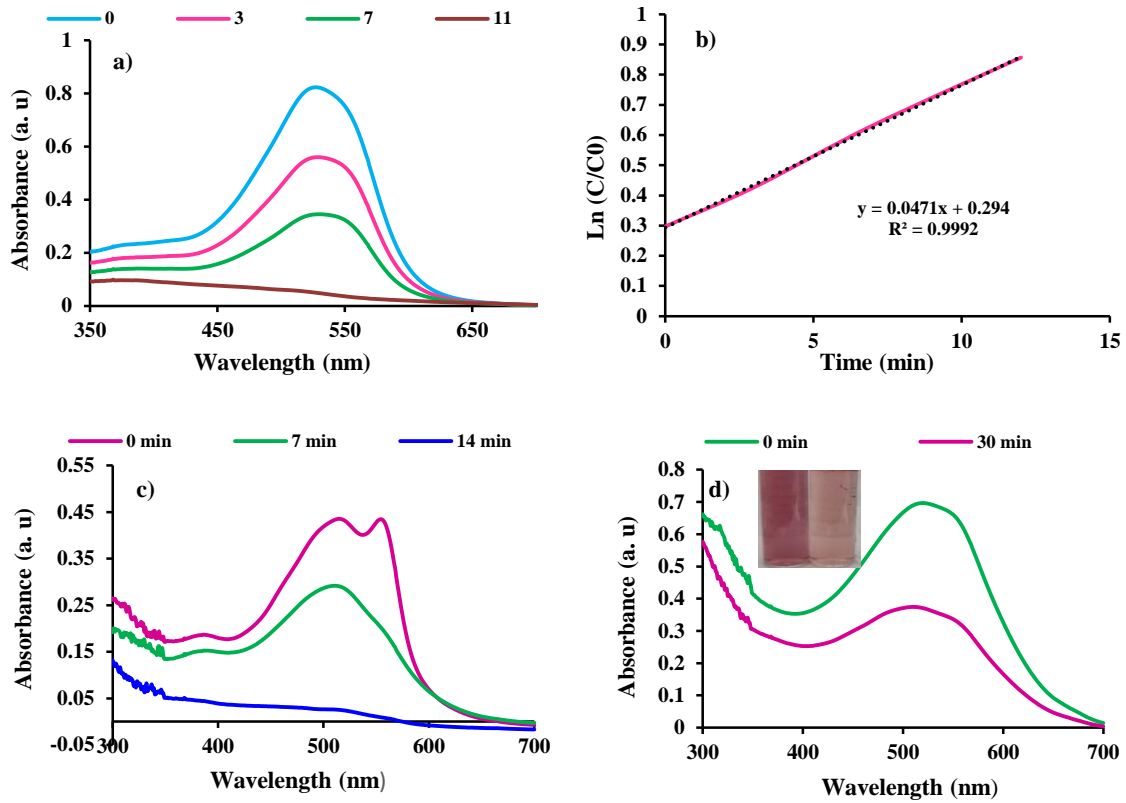 0 3 7 11
a)
1
0.8
0.6
0.4
0.2
0
Absorbance (a. u)
350 450 550 650
Wavelength (nm)
b)
1
0.9
0.8
0.7
0.6
0.5
0.4
0.3
0.2
0.1
0
Ln (C/C0)
y = 0.0471x + 0.294
R² = 0.9992
0 5 10 15
Time (min)
0 min 7 min 14 min
c)
0.55
0.45
0.35
0.25
0.15
0.05
-0.05
Absorbance (a. u)
300 400 500 600 700
Wavelength (nm)
0 min 30 min
d)
0.8
0.7
0.6
0.5
0.4
0.3
0.2
0.1
0
Absorbance (a. u)
300 400 500 600 700
Wavelength (nm)